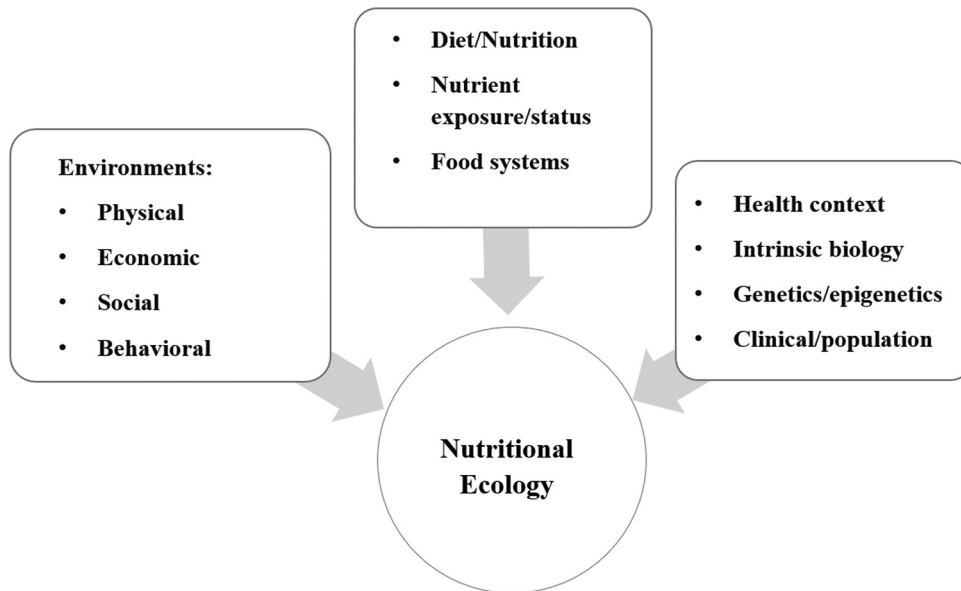 Environments:
• Physical
• Economic
• Social
• Behavioral
• Diet/Nutrition
• Nutrient
exposure/status
• Food systems
• Health context
• Intrinsic biology
• Genetics/epigenetics
• Clinical/population
Nutritional
Ecology